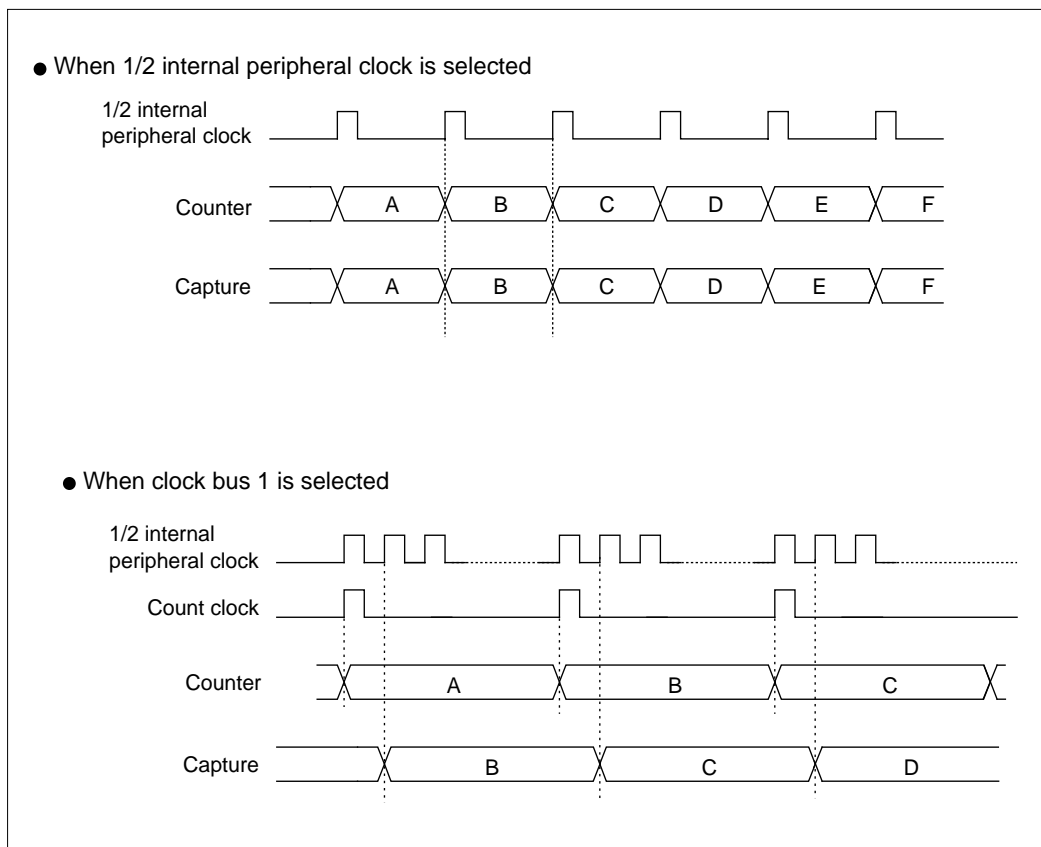 ● When 1/2 internal peripheral clock is selected
1/2 internal
peripheral clock
Counter A B C D E F
Capture A B C D E F
● When clock bus 1 is selected
1/2 internal
peripheral clock
Count clock
Counter A B C
Capture B C D